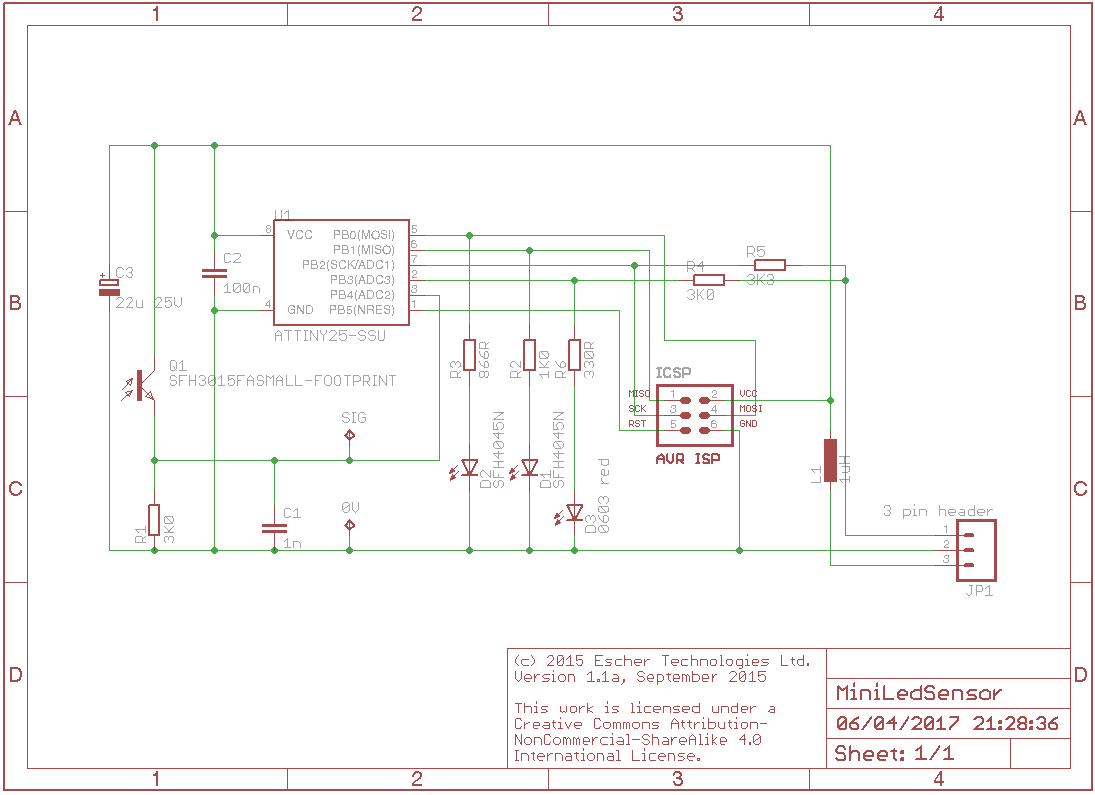 1 2 3 4
A A
B B
C C
D D
U1
8 VCC PB0(MOSI) 5
PB1(MISO) 6
PB2(SCK/ADC1) 7
PB3(ADC3) 2
PB4(ADC2) 3
4 GND PB5(NRES) 1
ATTINY25-SSU
C2
100n
+ C3
22u 25V
Q1
SFH3015FASMALL-FOOTPRINT
R5
3K3
R4
3K0
R3
866R
R2
1K0
R6
330R
ICSP
MISO 1 2 VCC
SCK 3 4 MOSI
RST 5 6 GND
AVR ISP
SIG
0V
D2
SFH4045N
D1
SFH4045N
D3
0603 red
L1
1uH
R1
3K0
C1
1n
3 pin header
1
2
3
JP1
(c) 2015 Escher Technologies Ltd.
Version 1.1a, September 2015
This work is licensed under a
Creative Commons Attribution-
NonCommercial-ShareAlike 4.0
International License.
MiniLedSensor
06/04/2017 21:28:36
Sheet: 1/1
1 2 3 4